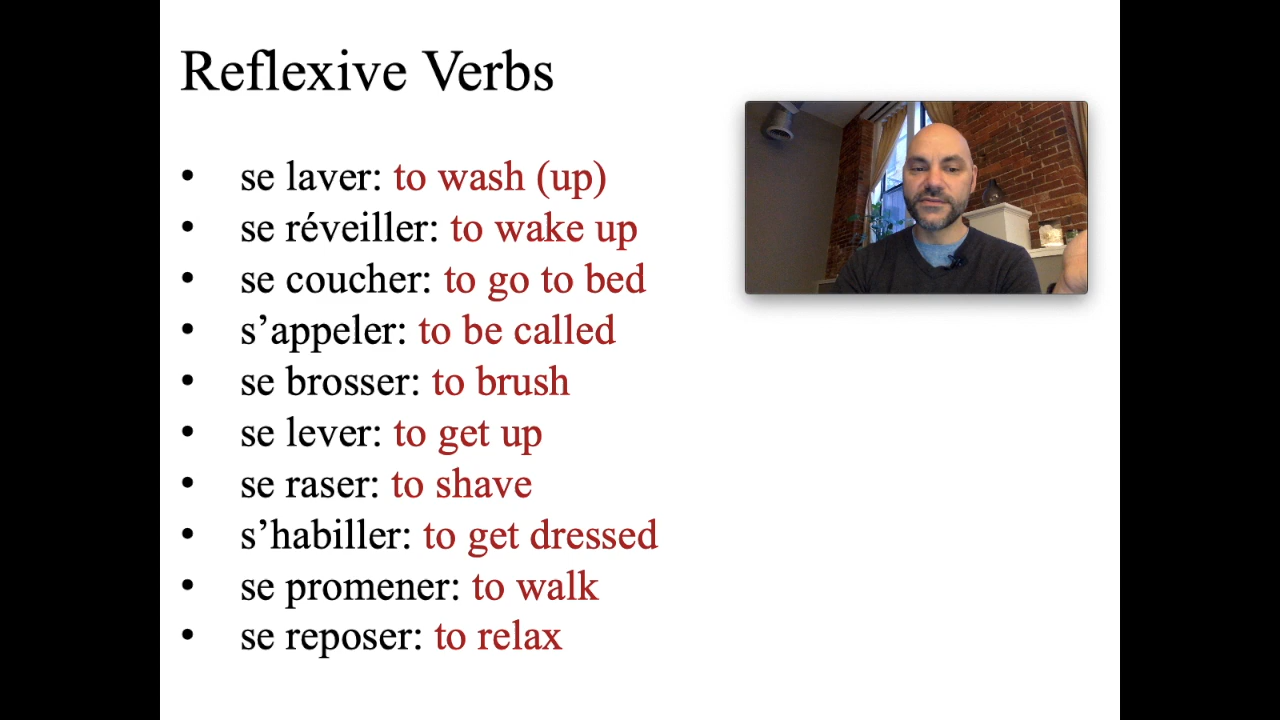 Reflexive Verbs
• se laver: to wash (up)
• se réveiller: to wake up
• se coucher: to go to bed
• s’appeler: to be called
• se brosser: to brush
• se lever: to get up
• se raser: to shave
• s’habiller: to get dressed
• se promener: to walk
• se reposer: to relax